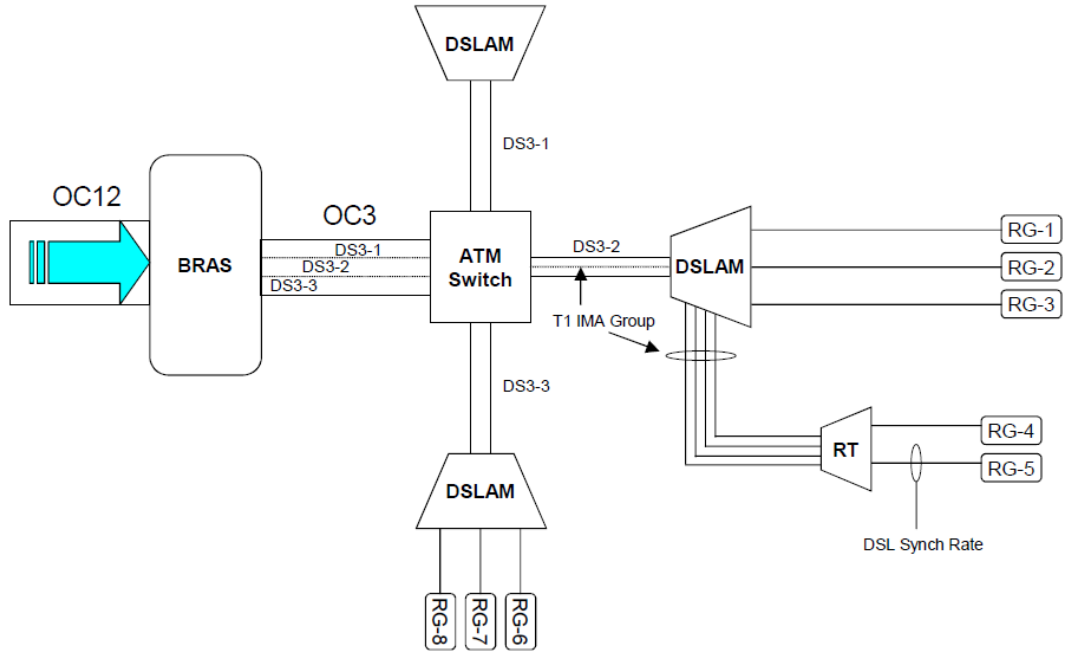 DSLAM
DS3-1
OC12
BRAS
OC3
DS3-1
DS3-2
DS3-3
ATM
Switch
DS3-2
DSLAM
RG-1
RG-2
RG-3
T1 IMA Group
DS3-3
RT
RG-4
RG-5
DSL Synch Rate
DSLAM
RG-8
RG-7
RG-6